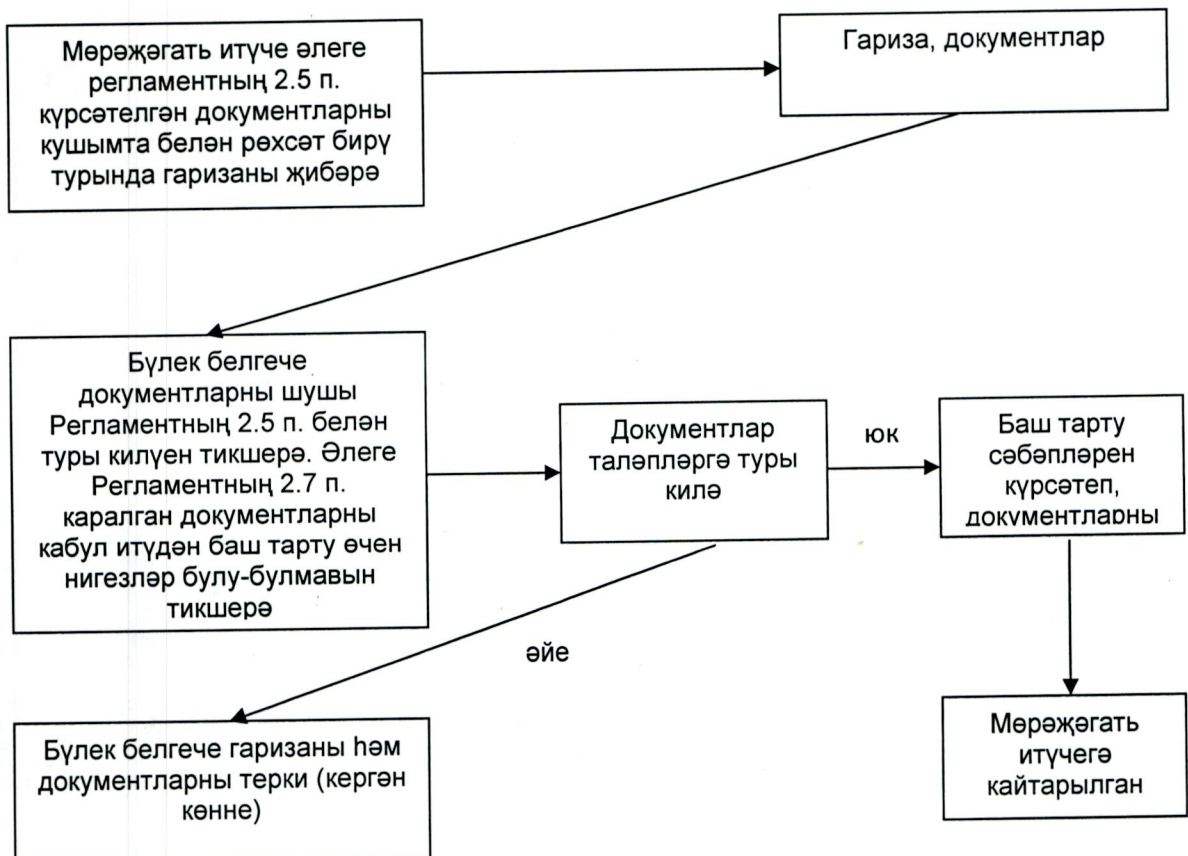 Мөрәҗәгать итүче әлеге
регламентның 2.5 п.
күрсәтелгән документларны
кушымта белән рөхсәт бирү
турында гаризаны җибәрә
Гариза, документлар
Бүлек белгече
документларны шушы
Регламентның 2.5 п. белән
туры килүен тикшерә. Әлеге
Регламентның 2.7 п.
каралган документларны
кабул итүдән баш тарту өчен
нигезләр булу-булмавын
тикшерә
Документлар
таләпләргә туры
килә
юк
Баш тарту
сәбәпләрен
күрсәтеп,
документларны
әйе
Бүлек белгече гаризаны һәм
документларны терки (кергән
көнне)
Мөрәҗәгать
итүчегә
кайтарылган